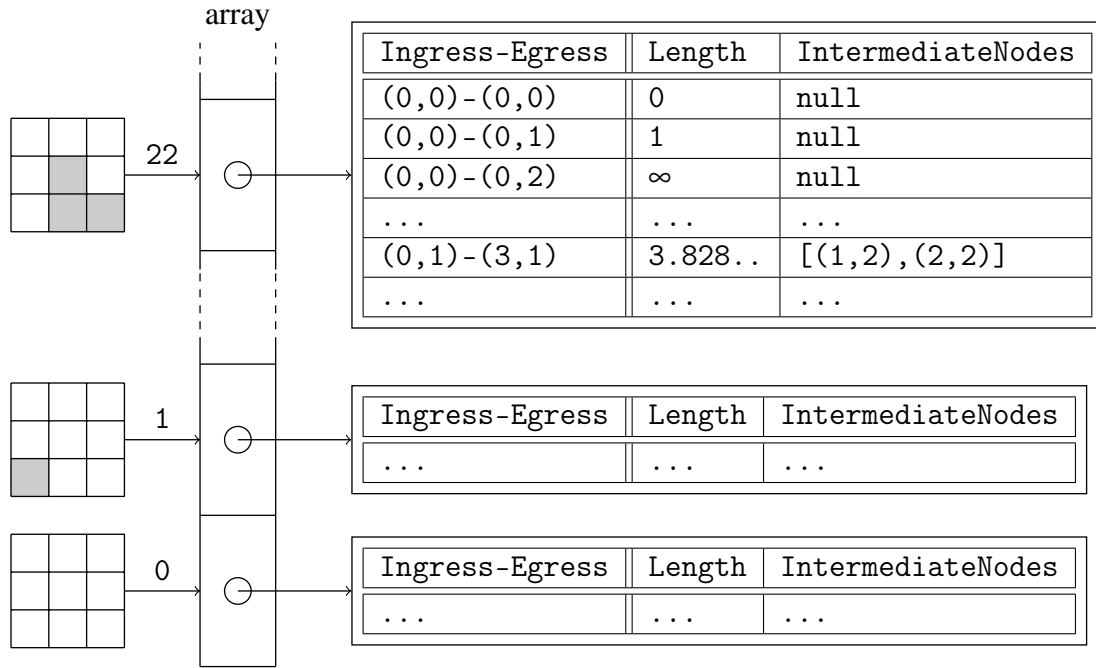 array
Ingress-Egress Length IntermediateNodes
(0,0)-(0,0) 0 null
(0,0)-(0,1) 1 null
22
(0,0)-(0,2) ∞ null
... ... ...
(0,1)-(3,1) 3.828.. [(1,2),(2,2)]
... ... ...
1
Ingress-Egress Length IntermediateNodes
... ... ...
0
Ingress-Egress Length IntermediateNodes
... ... ...